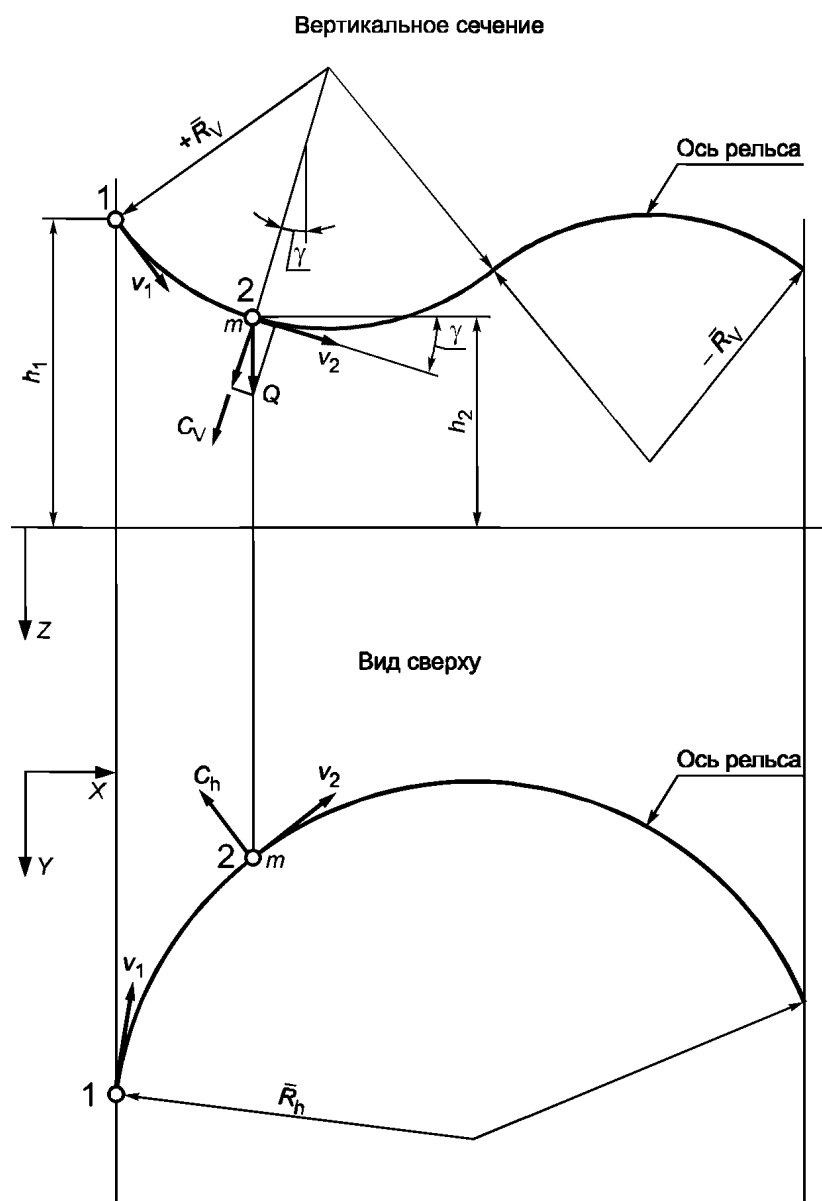 Вертикальное сечение
+R̄V
Ось рельса
1
γ
v1
2
m
γ
v2
− R̄V
h1
Q
h2
CV
Z
Вид сверху
Ось рельса
X
Ch
v2
Y
2 m
v1
1
R̄h